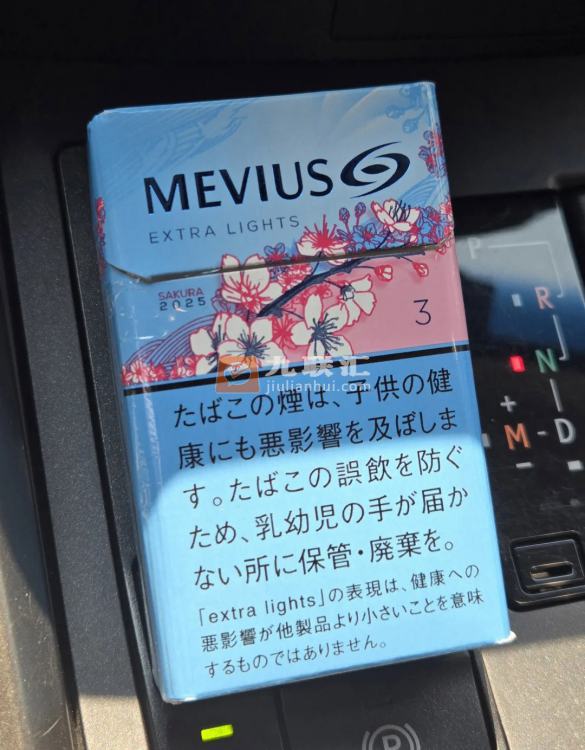 MEVIUS
EXTRA LIGHTS
SAKURA
2025
3
九联汇
jiulianhui.com
たばこの煙は、子供の健
康にも悪影響を及ぼしま
す。たばこの誤飲を防ぐ
ため、乳幼児の手が届か
ない所に保管・廃棄を。
「extra lights」の表現は、健康への
悪影響が他製品より小さいことを意味
するものではありません。
P
R
N
+
M - D
-
P